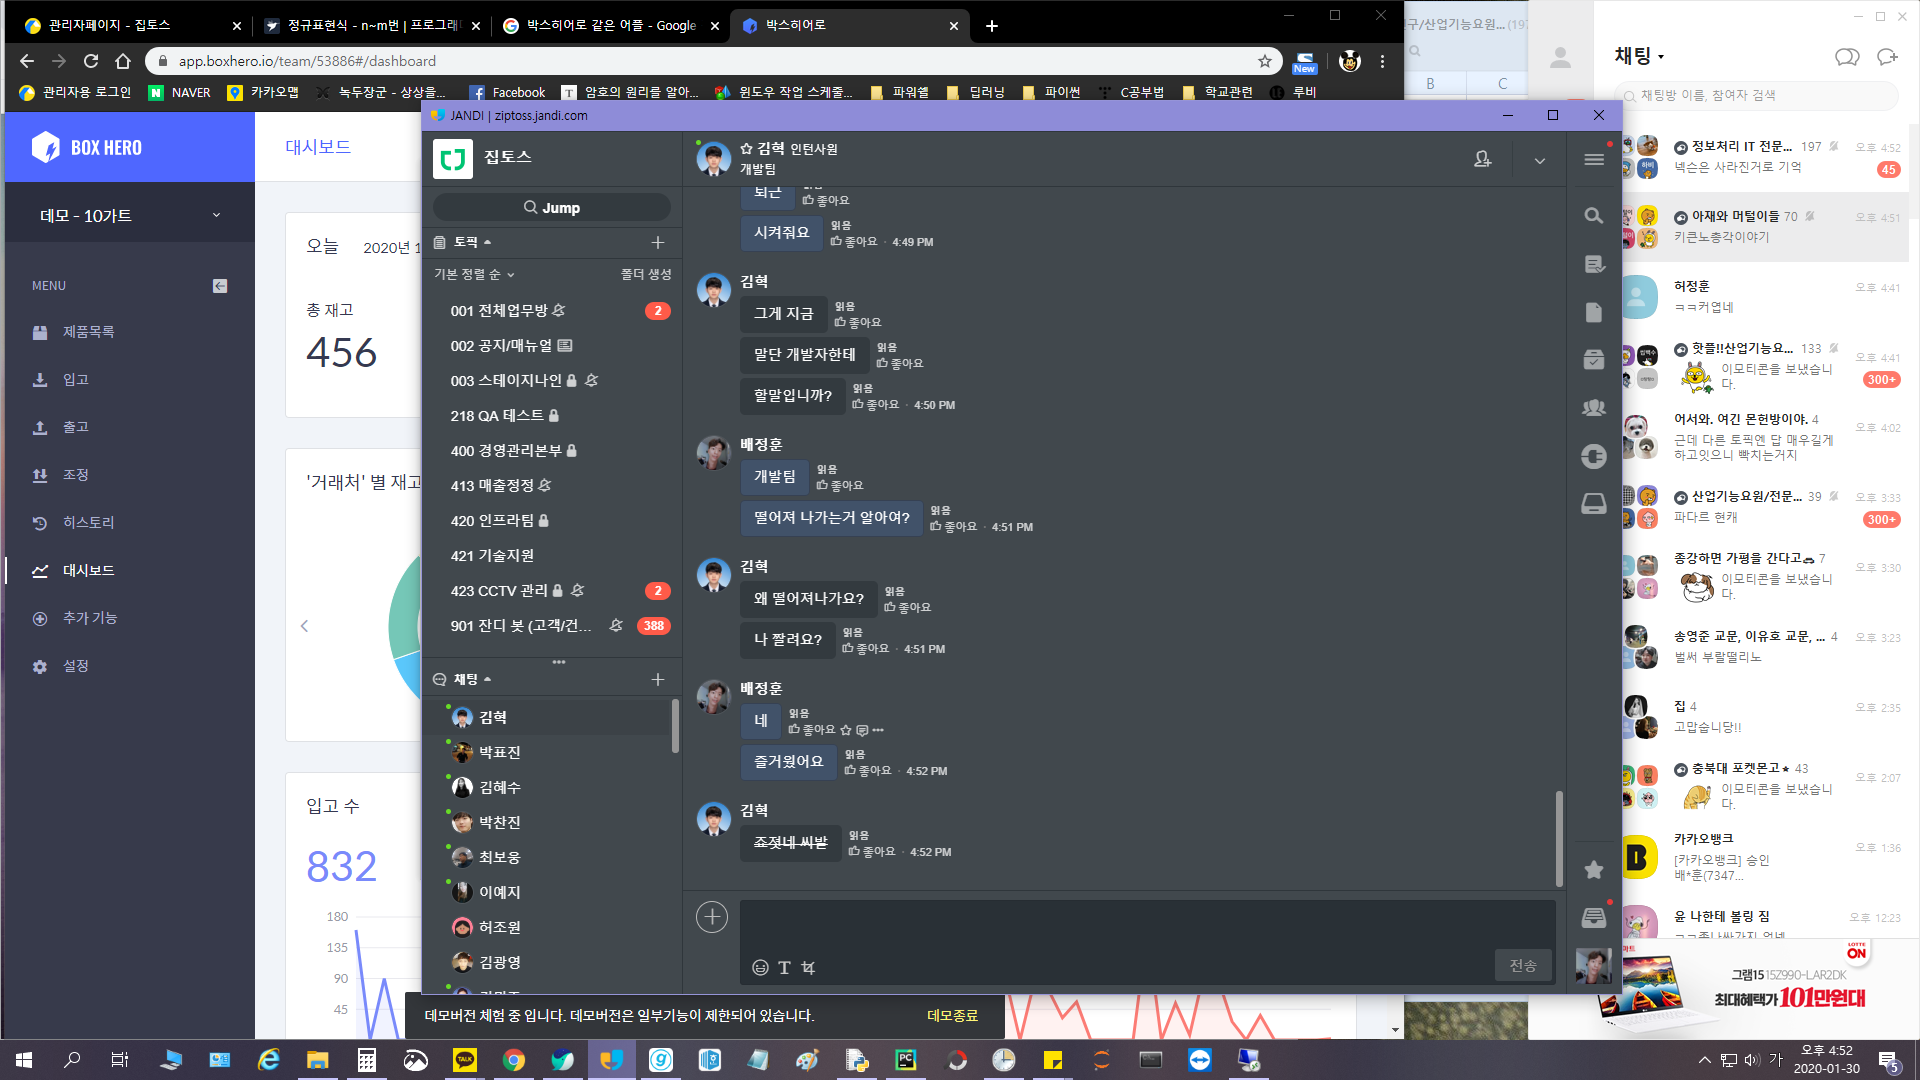 관리자페이지 - 집토스
정규표현식 - n~m번 | 프로그래
박스히어로 같은 어플 - Google
박스히어로
app.boxhero.io/team/53886#/dashboard
New
관리자용 로그인
NAVER
카카오맵
녹두장군 - 상상을...
Facebook
암호의 원리를 알아...
윈도우 작업 스케줄...
파워쉘
딥러닝
파이썬
C공부법
학교관련
루비
BOX HERO
데모 - 10가트
MENU
제품목록
입고
출고
조정
히스토리
대시보드
추가 기능
설정
대시보드
오늘
2020년 1
총 재고
456
'거래처' 별 재고
입고 수
832
180
135
90
45
데모버전 체험 중 입니다. 데모버전은 일부기능이 제한되어 있습니다.
데모종료
JANDI | ziptoss.jandi.com
집토스
Jump
토픽
기본 정렬 순
폴더 생성
001 전체업무방
2
002 공지/매뉴얼
003 스테이지나인
218 QA 테스트
400 경영관리본부
413 매출정정
420 인프라팀
421 기술지원
423 CCTV 관리
2
901 잔디 봇 (고객/건...
388
채팅
김혁
박표진
김혜수
박찬진
최보웅
이예지
허조원
김광영
김혁 인턴사원
개발팀
퇴근
좋아요
시켜줘요
읽음
좋아요 · 4:49 PM
김혁
그게 지금
읽음
좋아요
말단 개발자한테
읽음
좋아요
할말입니까?
읽음
좋아요 · 4:50 PM
배정훈
개발팀
읽음
좋아요
떨어져 나가는거 알아여?
읽음
좋아요 · 4:51 PM
김혁
왜 떨어져나가요?
읽음
좋아요
나 짤려요?
읽음
좋아요 · 4:51 PM
배정훈
네
읽음
좋아요
즐거웠어요
읽음
좋아요 · 4:52 PM
김혁
조졋네 씨발
읽음
좋아요 · 4:52 PM
전송
구/산업기능요원... (197
B
C
채팅
채팅방 이름, 참여자 검색
정보처리 IT 전문... 197
오후 4:52
넥슨은 사라진거로 기억
45
아재와 머털이들 70
오후 4:51
키큰노총각이야기
허정훈
오후 4:41
ㅋㅋ커엽네
핫플!!산업기능요... 133
오후 4:41
이모티콘을 보냈습니다.
300+
어서와. 여긴 몬헌방이야. 4
오후 4:02
근데 다른 토픽엔 답 매우길게
하고잇으니 빡치는거지
산업기능요원/전문... 39
오후 3:33
파다르 현캐
300+
종강하면 가평을 간다고 7
오후 3:30
이모티콘을 보냈습니다.
송영준 교문, 이유호 교문, ... 4
오후 3:23
벌써 부랄떨리노
집 4
오후 2:35
고맙습니당!!
충북대 포켓몬고★ 43
오후 2:07
이모티콘을 보냈습니다.
카카오뱅크
오후 1:36
[카카오뱅크] 승인
배*훈(7347...
윤 나한테 볼링 짐
오후 12:23
LOTTE
ON
그램15 15Z990-LAR2DK
최대혜택가 101만원대
TALK
가
오후 4:52
2020-01-30
5